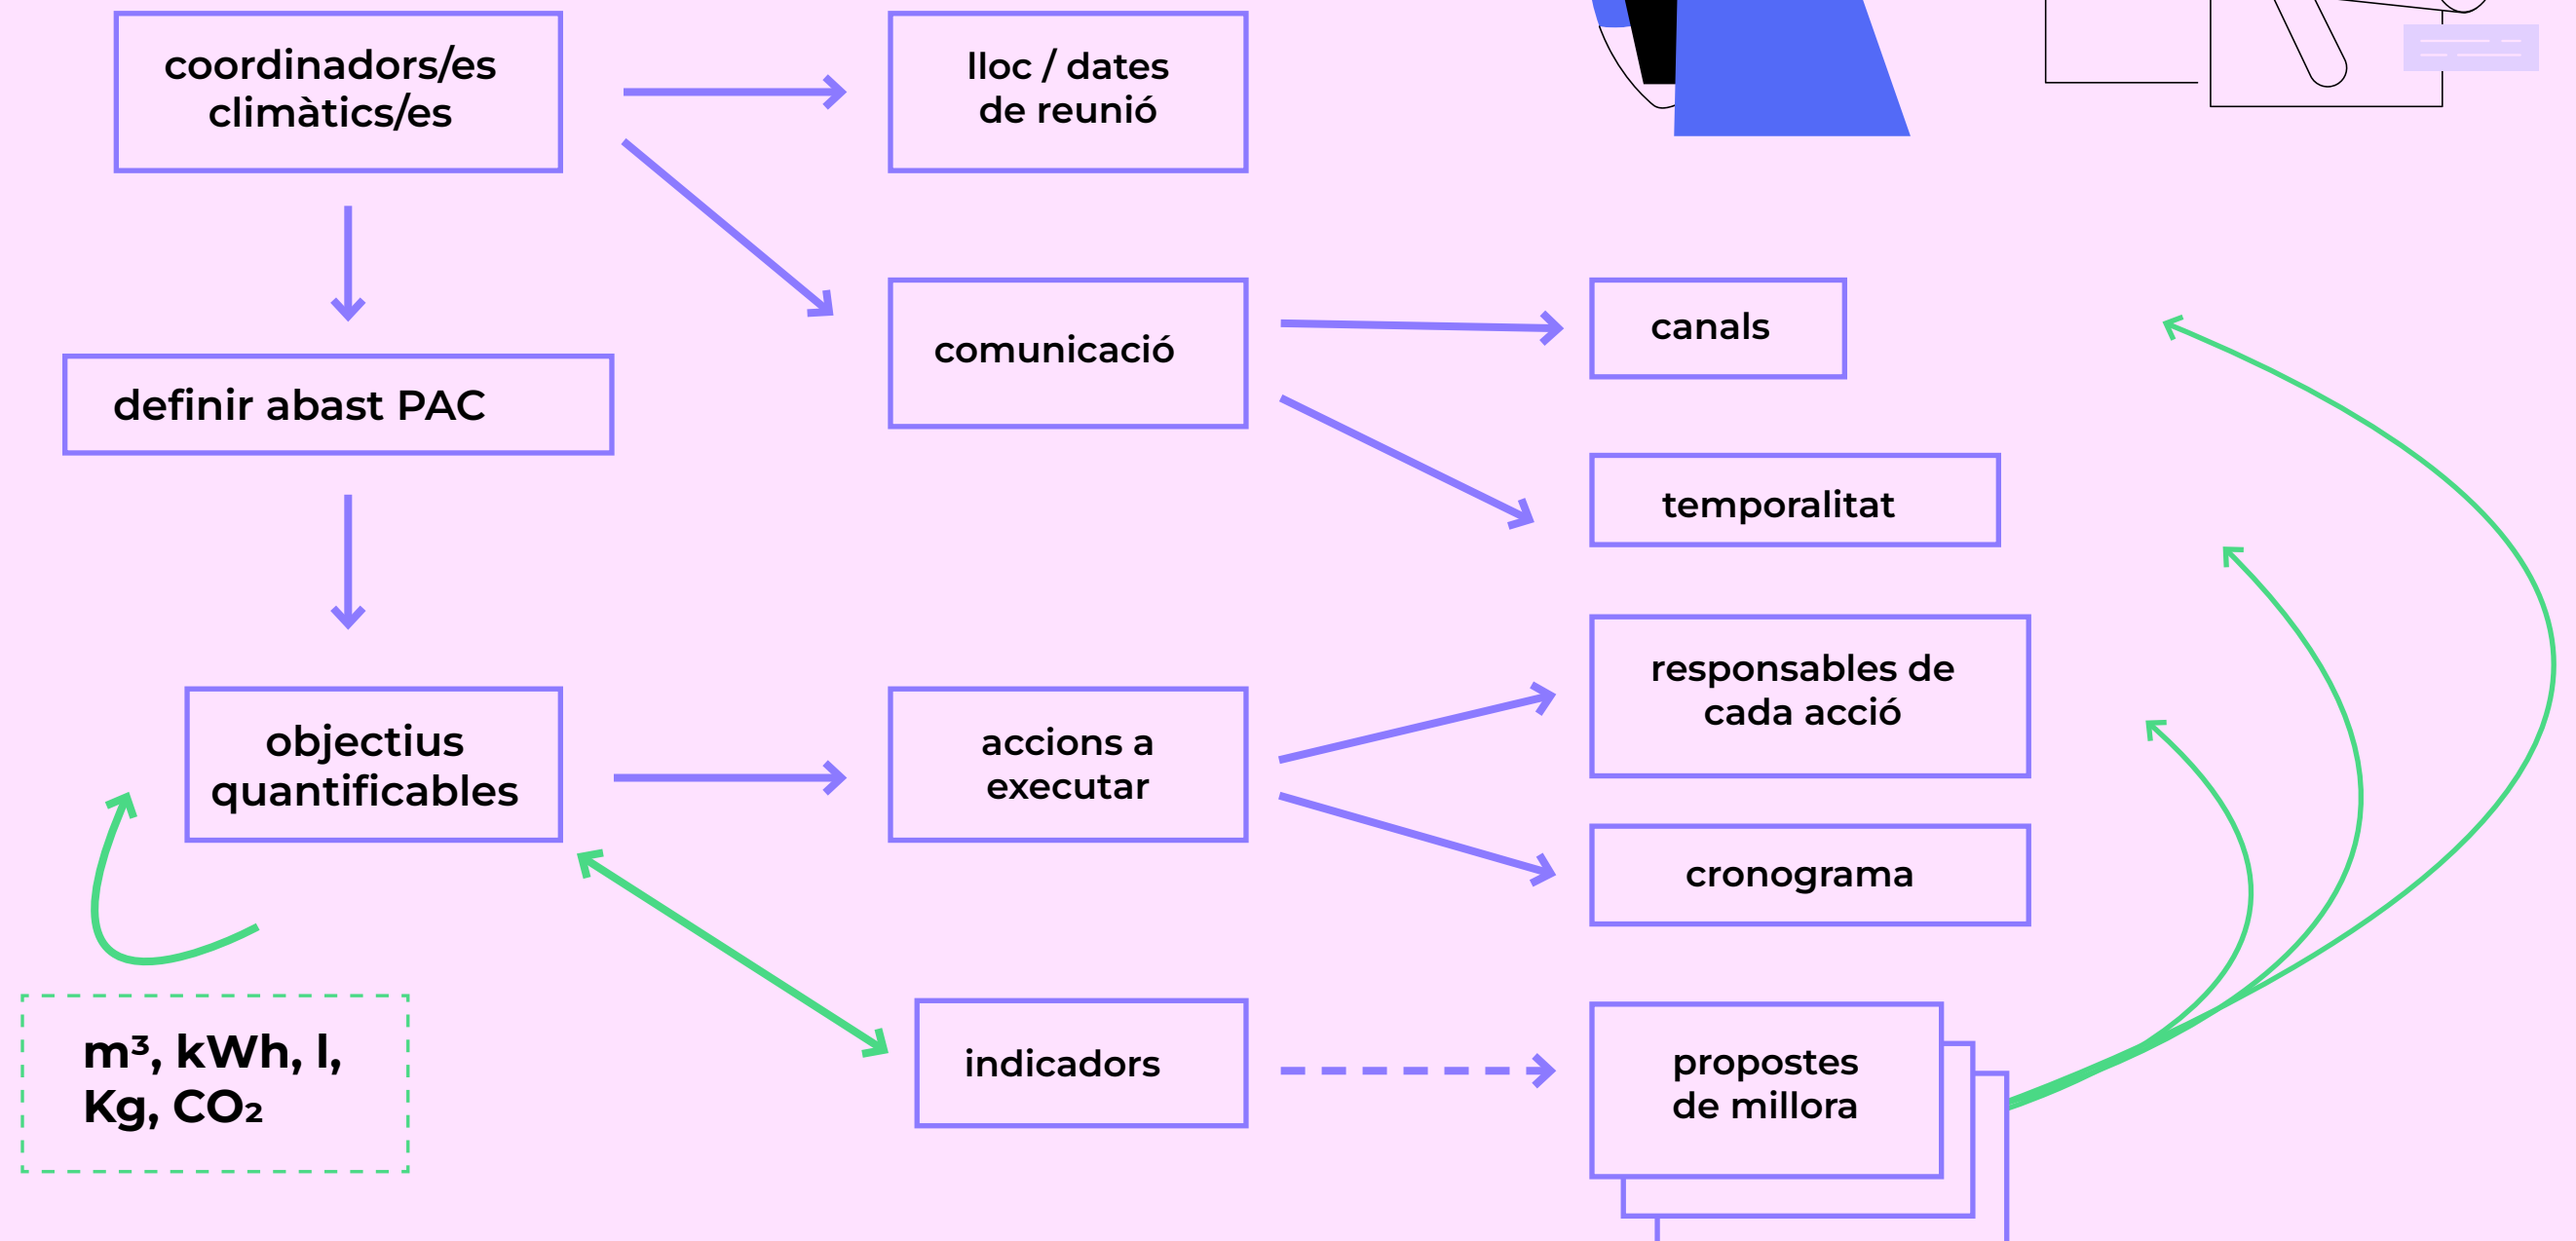 coordinadors/es
climàtics/es
lloc / dates
de reunió
comunicació
canals
definir abast PAC
temporalitat
responsables de
cada acció
objectius
quantificables
accions a
executar
cronograma
m³, kWh, l,
Kg, CO₂
indicadors
propostes
de millora